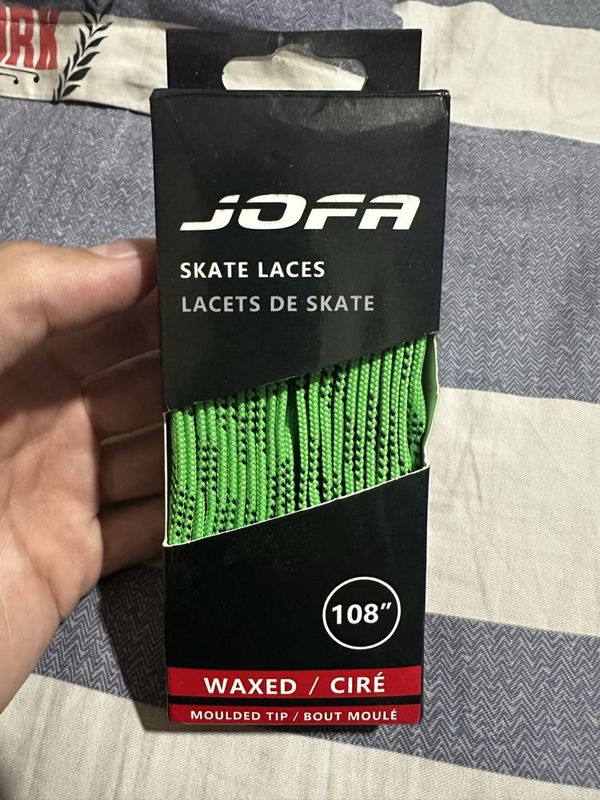 JOFA
SKATE LACES
LACETS DE SKATE
108"
WAXED / CIRÉ
MOULDED TIP / BOUT MOULÉ